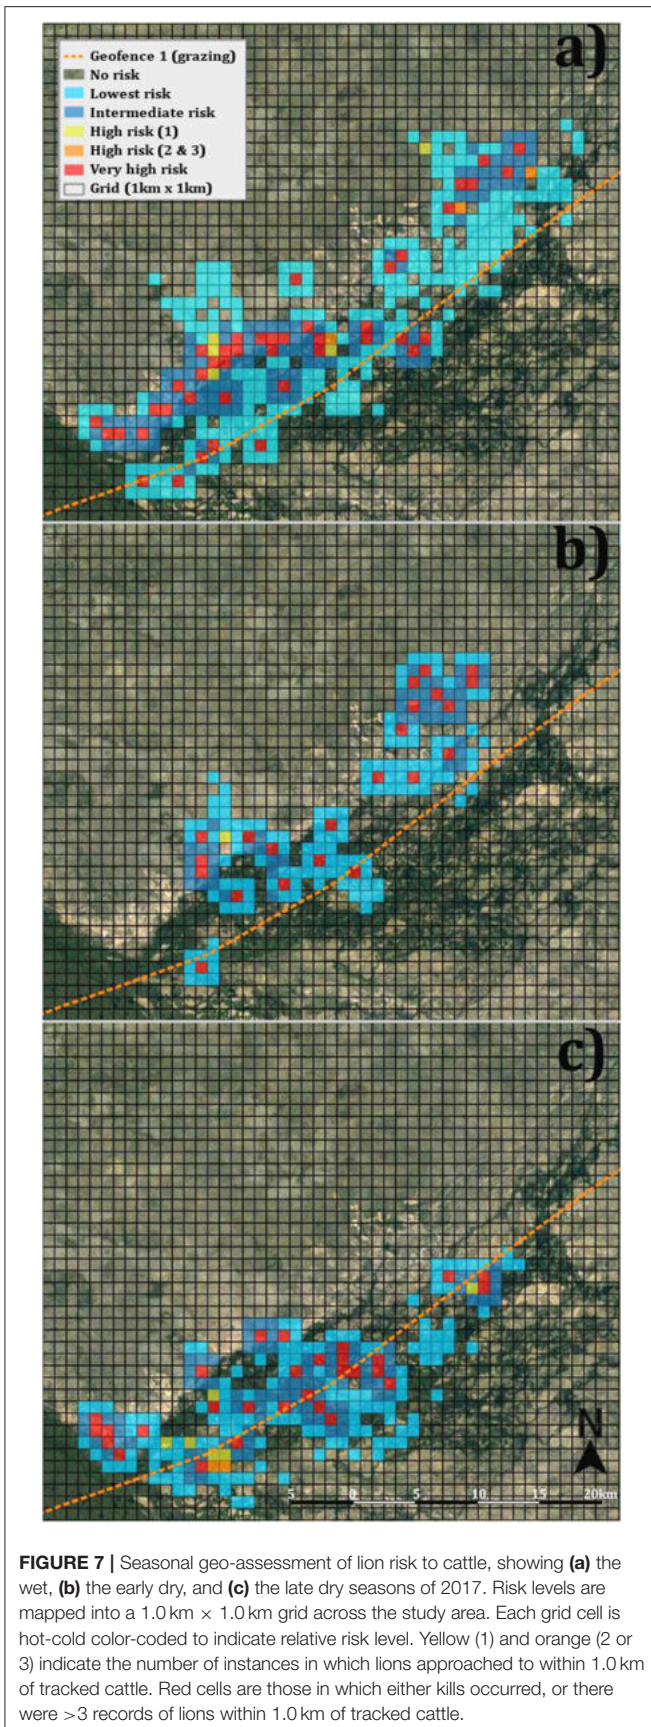 a)
Geofence 1 (grazing)
No risk
Lowest risk
Intermediate risk
High risk (1)
High risk (2 & 3)
Very high risk
Grid (1km x 1km)
b)
c)
N
5 0 5 10 15 20km
FIGURE 7 | Seasonal geo-assessment of lion risk to cattle, showing (a) the
wet, (b) the early dry, and (c) the late dry seasons of 2017. Risk levels are
mapped into a 1.0 km × 1.0 km grid across the study area. Each grid cell is
hot-cold color-coded to indicate relative risk level. Yellow (1) and orange (2 or
3) indicate the number of instances in which lions approached to within 1.0 km
of tracked cattle. Red cells are those in which either kills occurred, or there
were >3 records of lions within 1.0 km of tracked cattle.